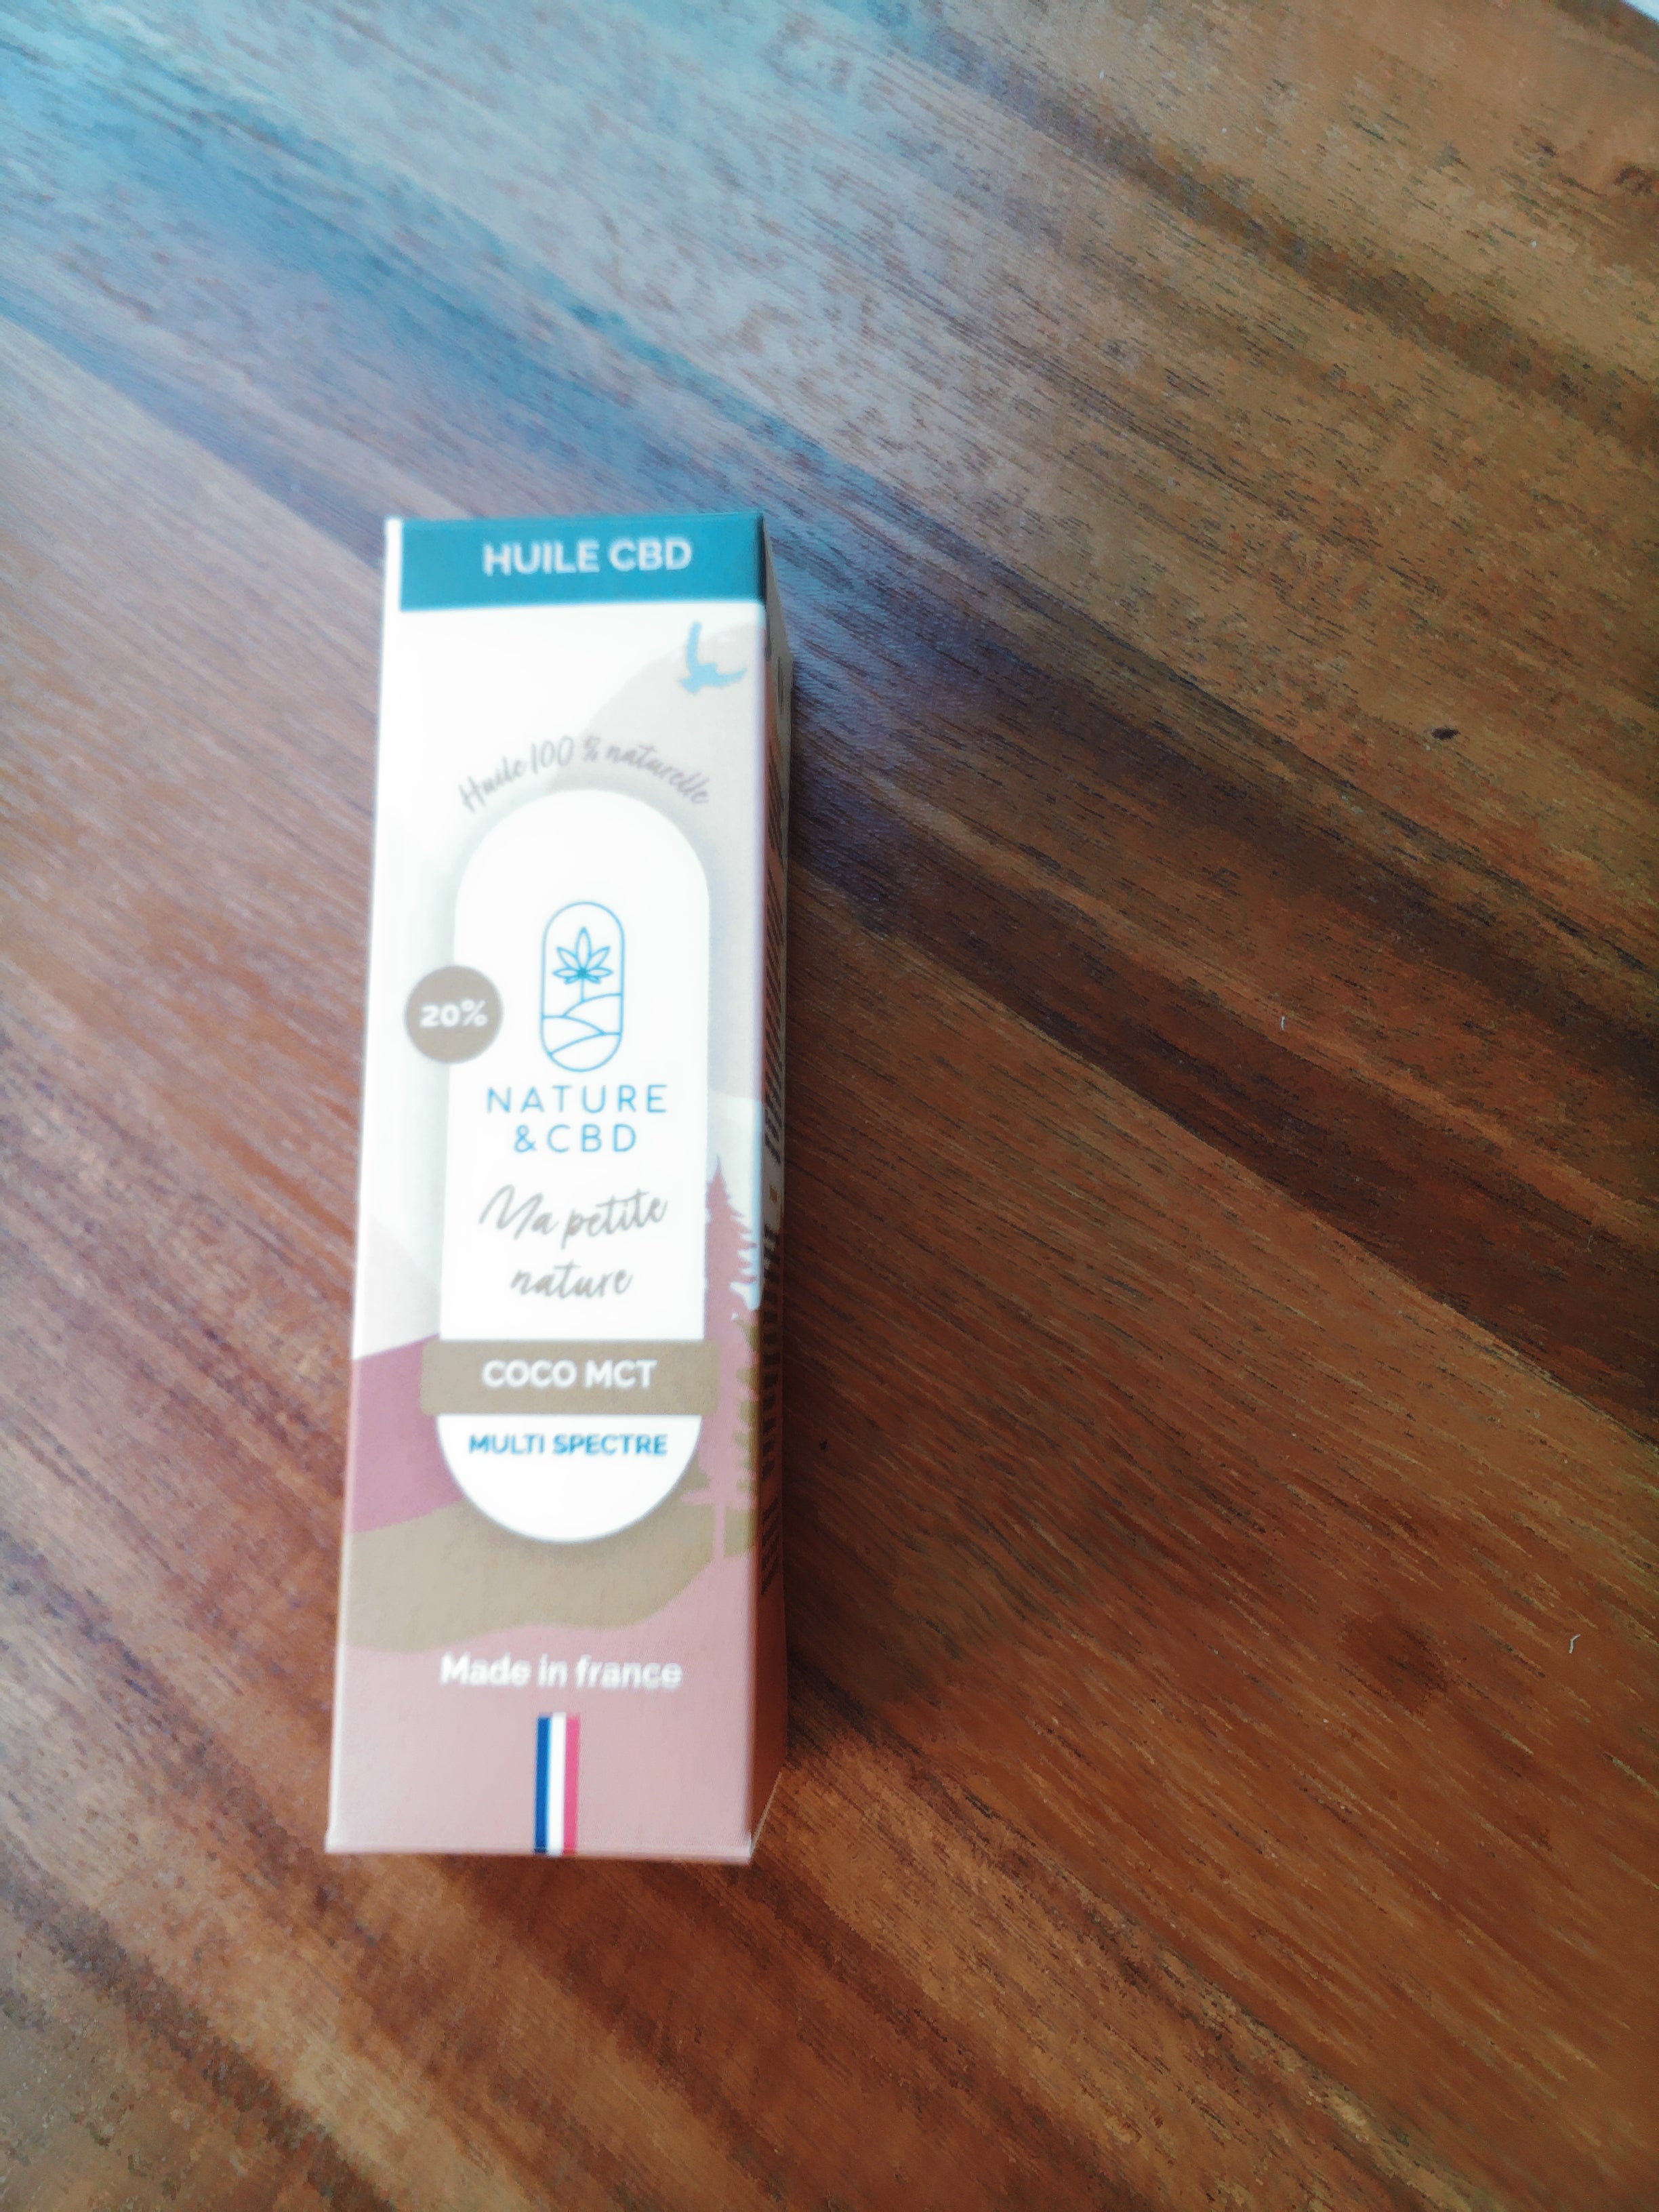 HUILE CBD
Huile 100 % naturelle
20%
NATURE
& CBD
Ma petite
nature
COCO MCT
MULTI SPECTRE
Made in france